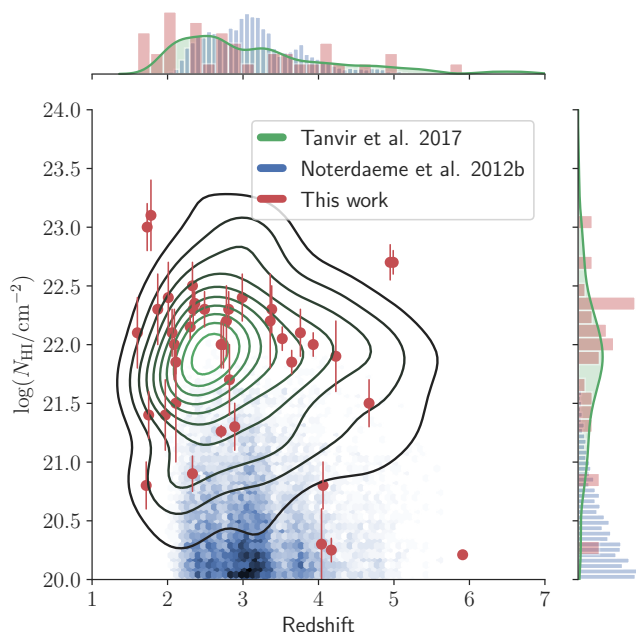 24.0
23.5
23.0
22.5
22.0
21.5
21.0
20.5
20.0
log(N_HI/cm⁻²)
Tanvir et al. 2017
Noterdaeme et al. 2012b
This work
1 2 3 4 5 6 7
Redshift